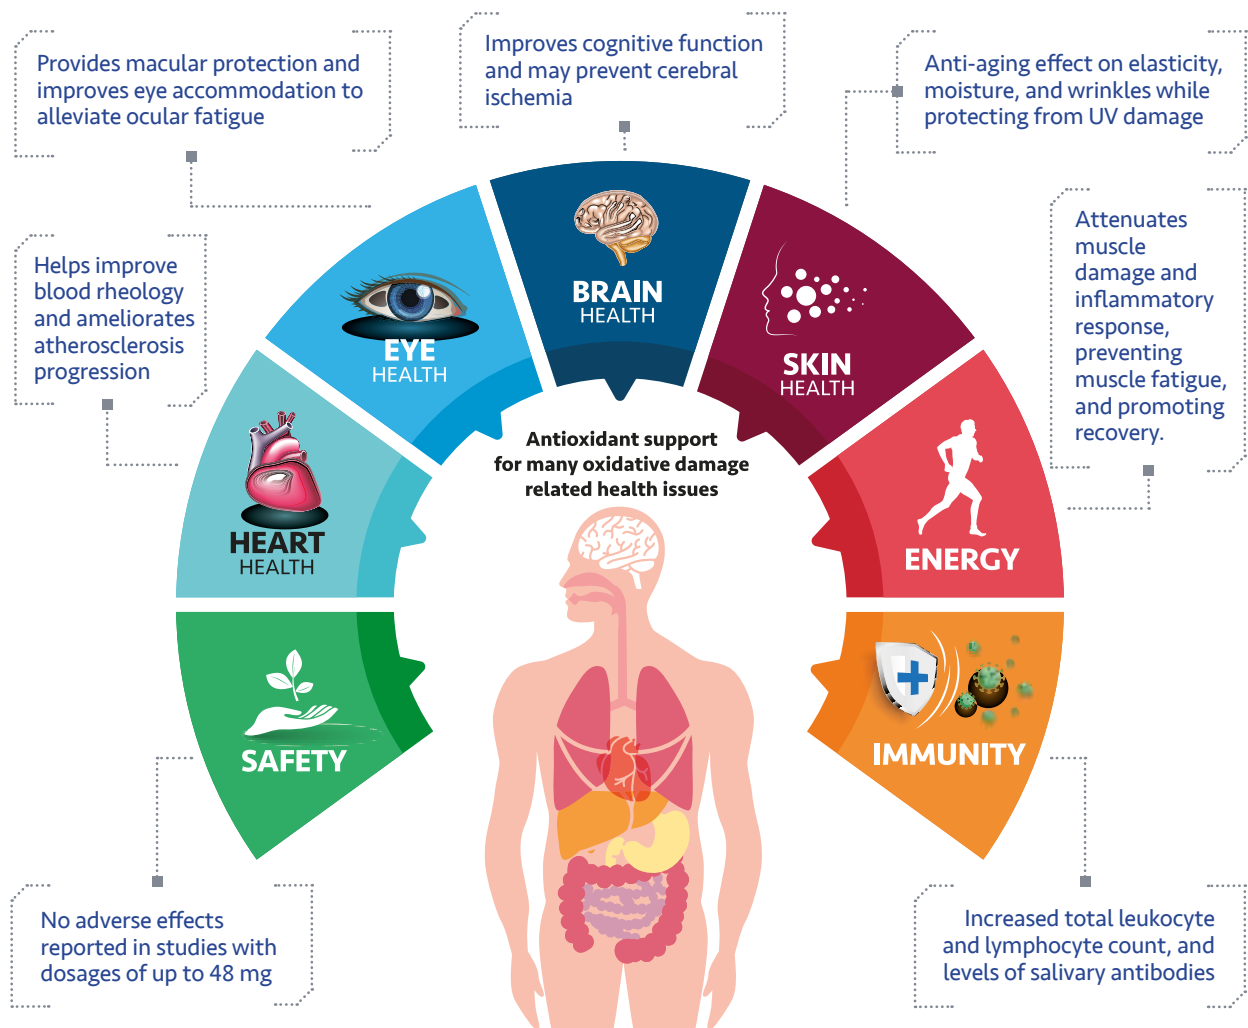 Provides macular protection and
improves eye accommodation to
alleviate ocular fatigue
Improves cognitive function
and may prevent cerebral
ischemia
Anti-aging effect on elasticity,
moisture, and wrinkles while
protecting from UV damage
Helps improve
blood rheology
and ameliorates
atherosclerosis
progression
Attenuates
muscle
damage and
inflammatory
response,
preventing
muscle fatigue,
and promoting
recovery.
EYE
HEALTH
BRAIN
HEALTH
SKIN
HEALTH
HEART
HEALTH
ENERGY
Antioxidant support
for many oxidative damage
related health issues
SAFETY
IMMUNITY
No adverse effects
reported in studies with
dosages of up to 48 mg
Increased total leukocyte
and lymphocyte count, and
levels of salivary antibodies